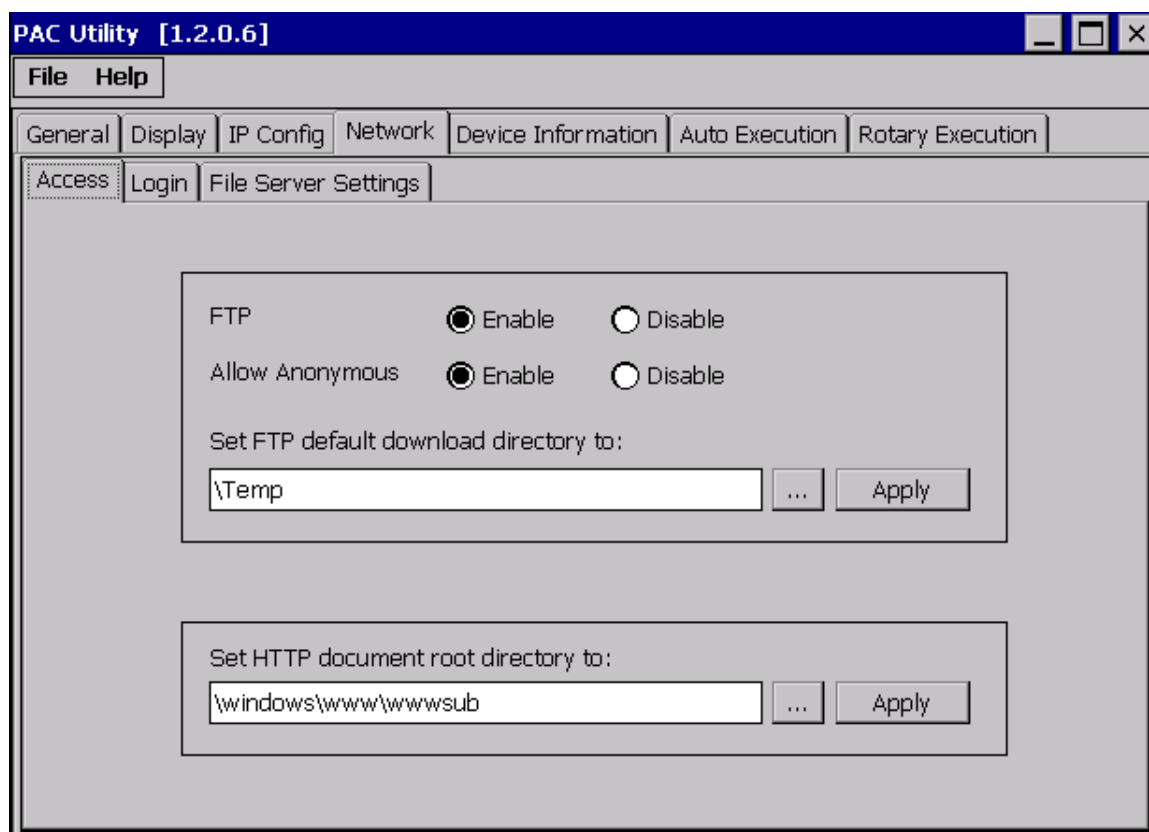 PAC Utility [1.2.0.6]
File Help
General Display IP Config Network Device Information Auto Execution Rotary Execution
Access Login File Server Settings
FTP Enable Disable
Allow Anonymous Enable Disable
Set FTP default download directory to:
\Temp ... Apply
Set HTTP document root directory to:
\windows\www\wwwsub ... Apply